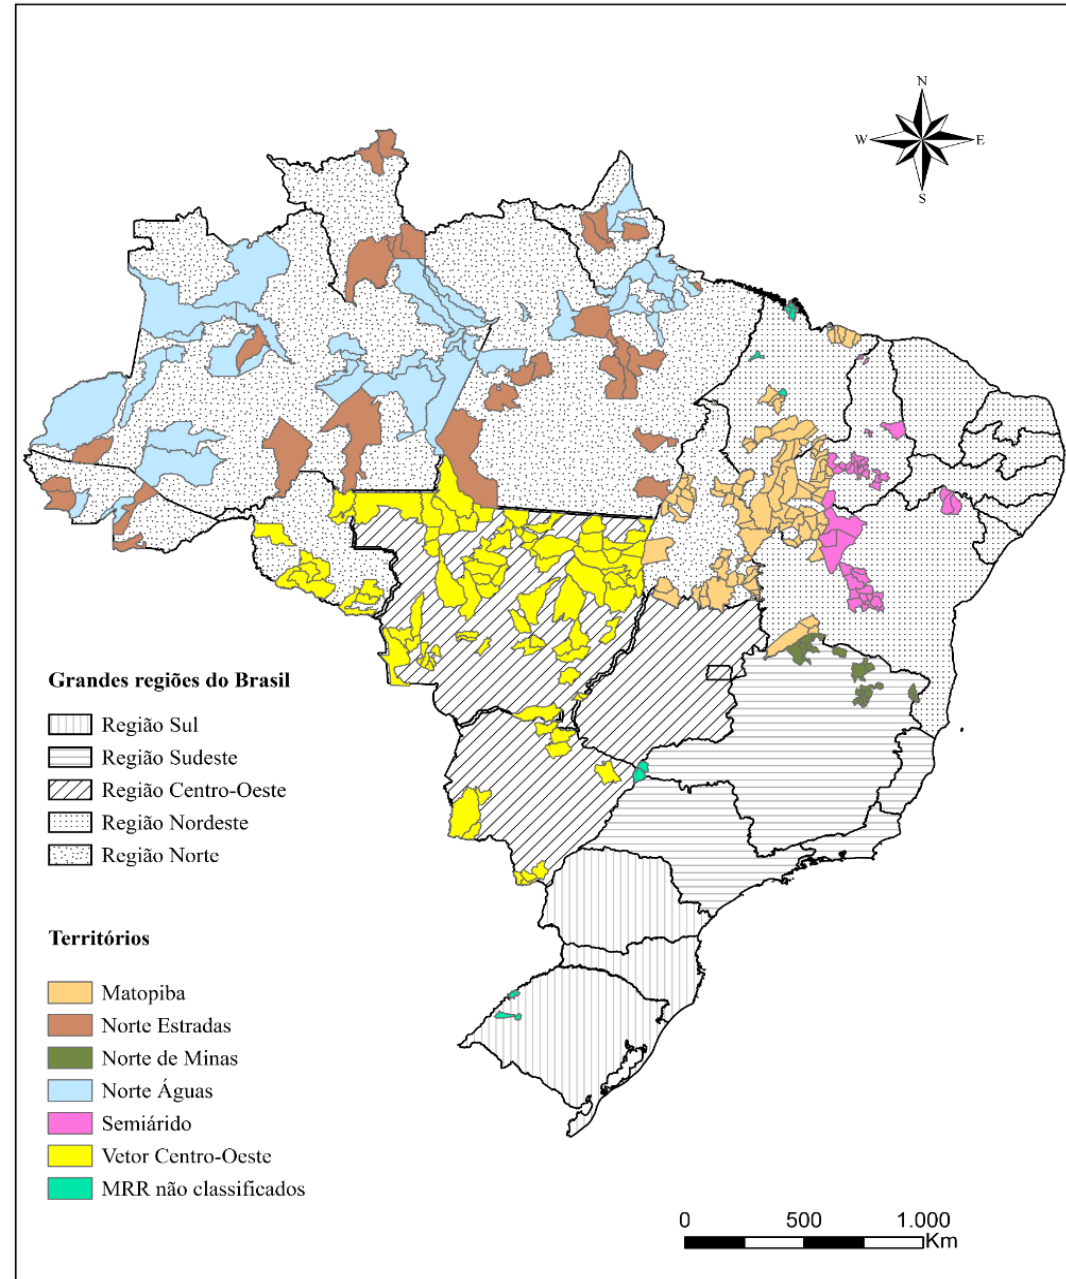 N
W E
S
Grandes regiões do Brasil
Região Sul
Região Sudeste
Região Centro-Oeste
Região Nordeste
Região Norte
Territórios
Matopiba
Norte Estradas
Norte de Minas
Norte Águas
Semiárido
Vetor Centro-Oeste
MRR não classificados
0 500 1.000
Km